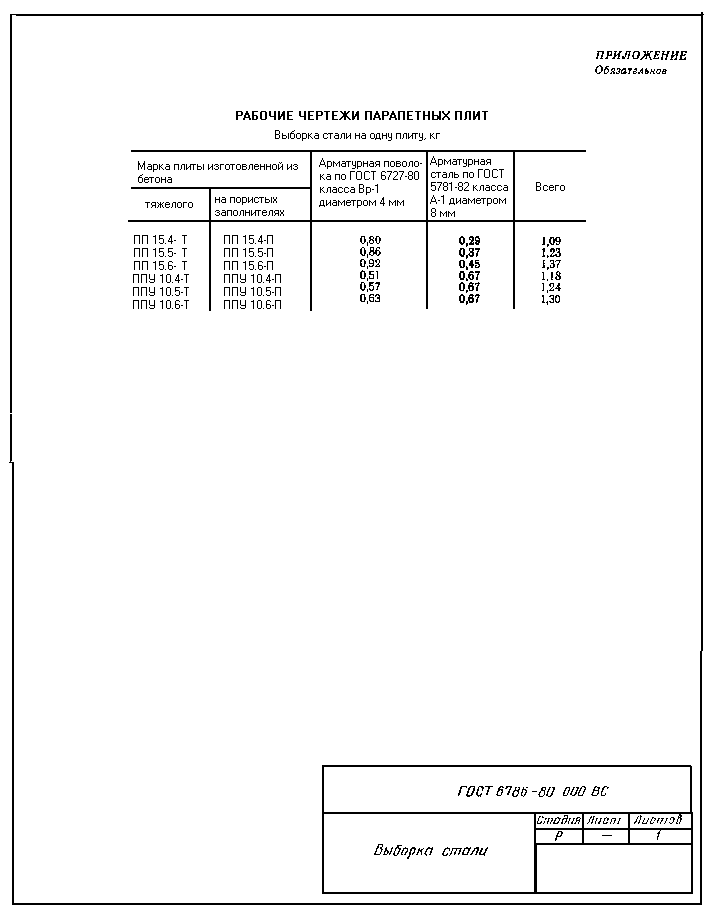 ПРИЛОЖЕНИЕ
Обязательное
РАБОЧИЕ ЧЕРТЕЖИ ПАРАПЕТНЫХ ПЛИТ
Выборка стали на одну плиту, кг
Марка плиты изготовленной из
бетона
тяжелого
на пористых
заполнителях
Арматурная поволо-
ка по ГОСТ 6727-80
класса Вр-1
диаметром 4 мм
Арматурная
сталь по ГОСТ
5781-82 класса
А-1 диаметром
8 мм
Всего
ПП 15.4- Т ПП 15.4-П 0,80 0,29 1,09
ПП 15.5- Т ПП 15.5-П 0,86 0,37 1,23
ПП 15.6- Т ПП 15.6-П 0,92 0,45 1,37
ППУ 10.4-Т ППУ 10.4-П 0,51 0,67 1,18
ППУ 10.5-Т ППУ 10.5-П 0,57 0,67 1,24
ППУ 10.6-Т ППУ 10.6-П 0,63 0,67 1,30
ГОСТ 6786-80 000 ВС
Стадия Лист Листов
Р — 1
Выборка стали